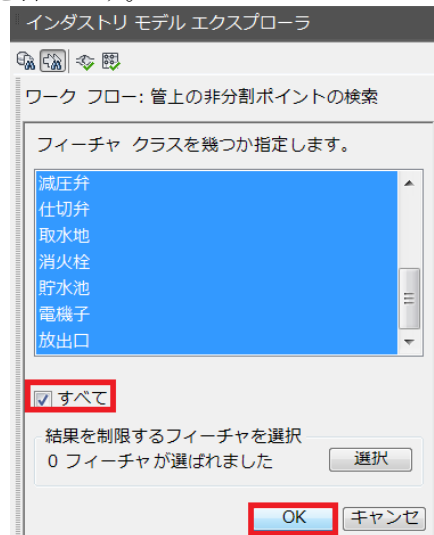 インダストリ モデル エクスプローラ
ワーク フロー: 管上の非分割ポイントの検索
フィーチャ クラスを幾つか指定します。
減圧弁
仕切弁
取水地
消火栓
貯水池
電機子
放出口
すべて
結果を制限するフィーチャを選択
0 フィーチャが選ばれました
選択
OK
キャンセ